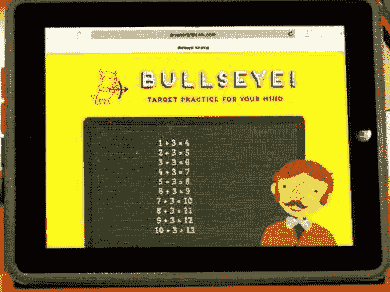 BULLSEYE!
TARGET PRACTICE FOR YOUR MIND
1 + 3 = 4
2 + 3 = 5
3 + 3 = 6
4 + 3 = 7
5 + 3 = 8
6 + 3 = 9
7 + 3 = 10
8 + 3 = 11
9 + 3 = 12
10 + 3 = 13